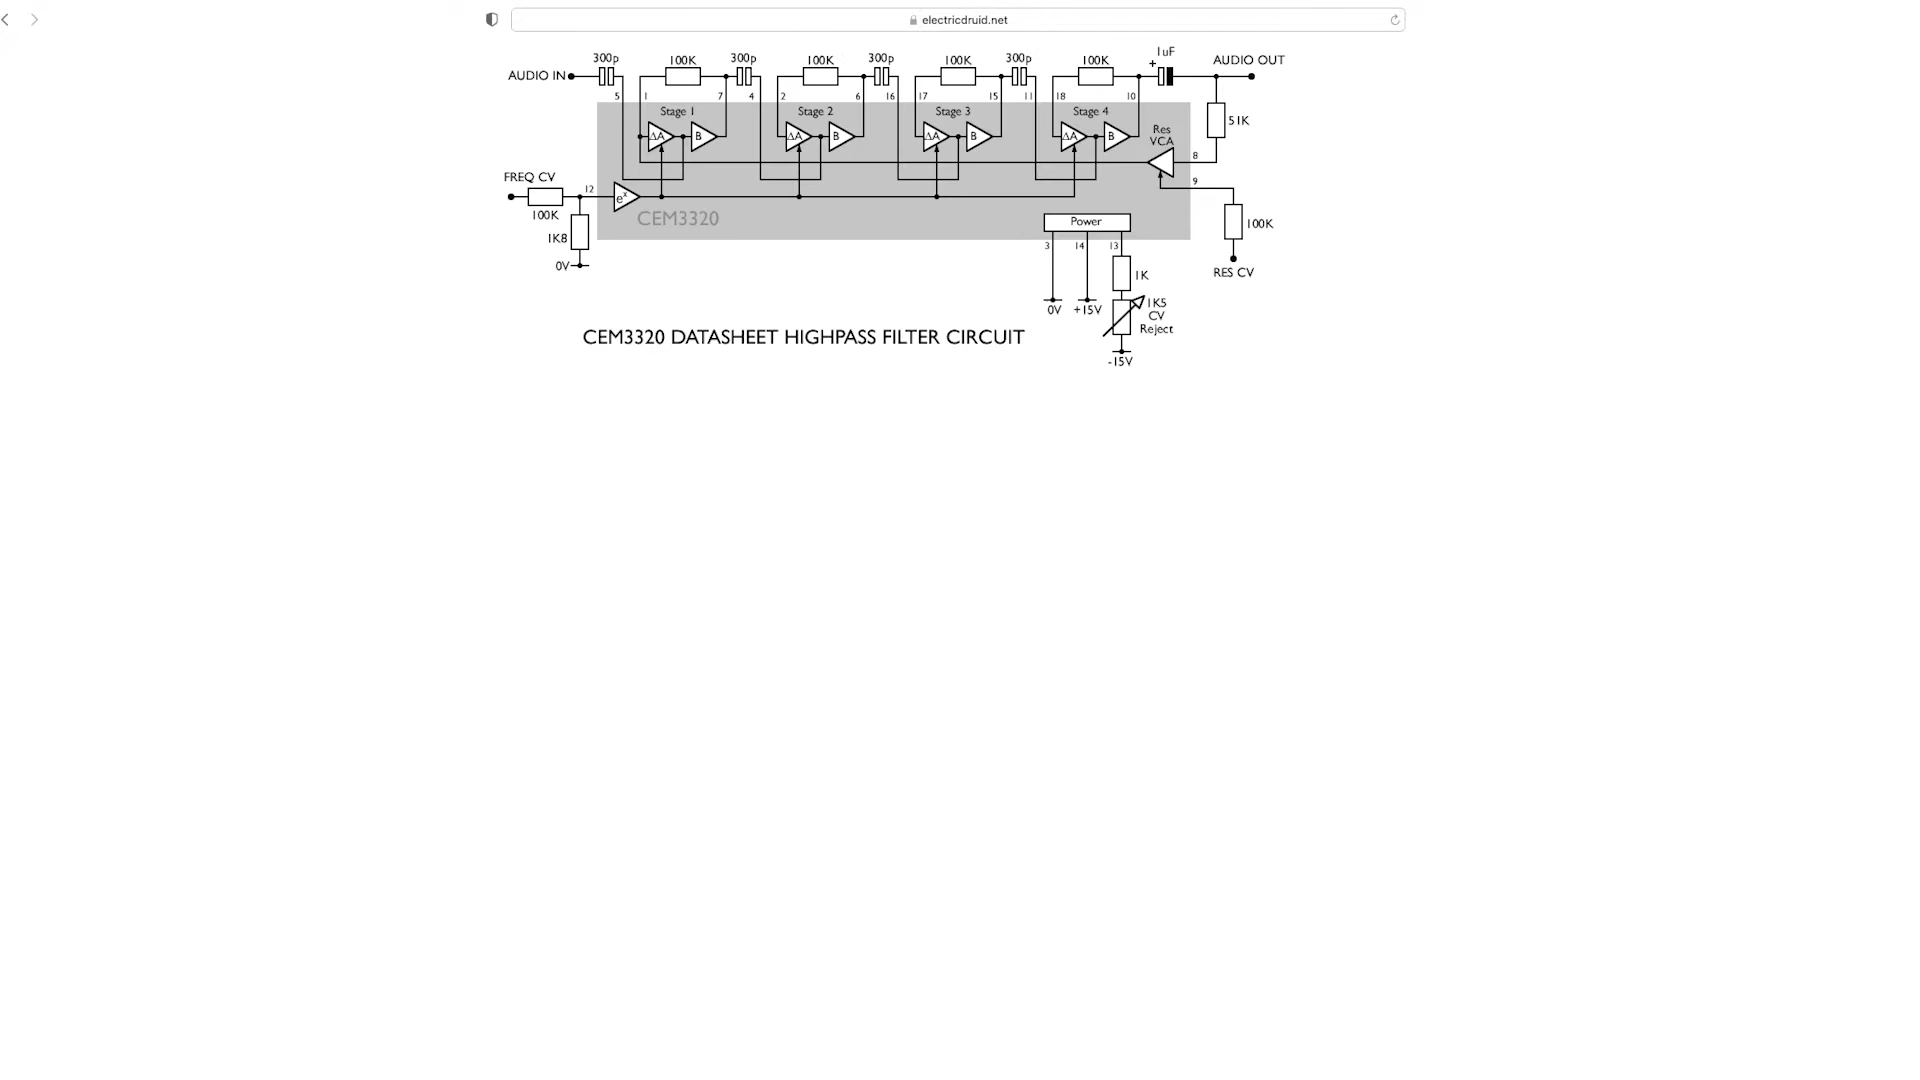 electricdruid.net
1uF
300p 100K 300p 100K 300p 100K 300p 100K + AUDIO OUT
AUDIO IN
5 1 7 4 2 6 16 17 15 11 18 10
Stage 1 Stage 2 Stage 3 Stage 4
51K
Res
VCA
ΔA B ΔA B ΔA B ΔA B
8
FREQ CV
9
12
eˣ
100K
CEM3320
Power
100K
1K8
3 14 13
0V
RES CV
1K
0V +15V
1K5
CV
Reject
CEM3320 DATASHEET HIGHPASS FILTER CIRCUIT
-15V